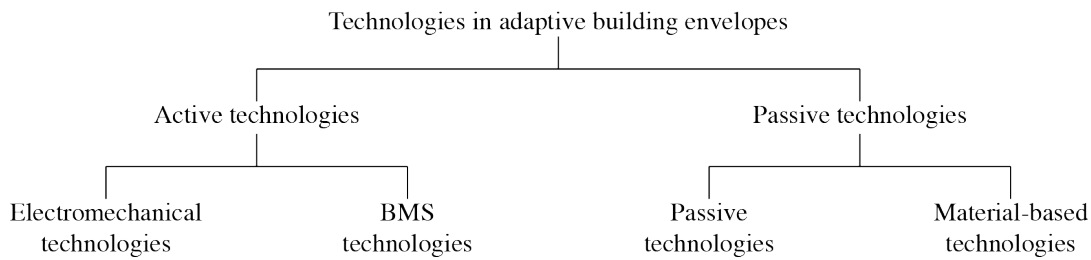 Technologies in adaptive building envelopes
Active technologies
Passive technologies
Electromechanical
technologies
BMS
technologies
Passive
technologies
Material-based
technologies